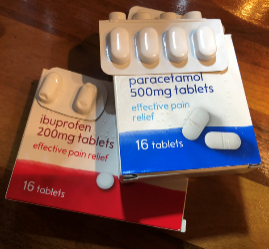 paracetamol
500mg tablets
effective pain
relief
16 tablets
ibuprofen
200mg tablets
effective pain relief
16 tablets